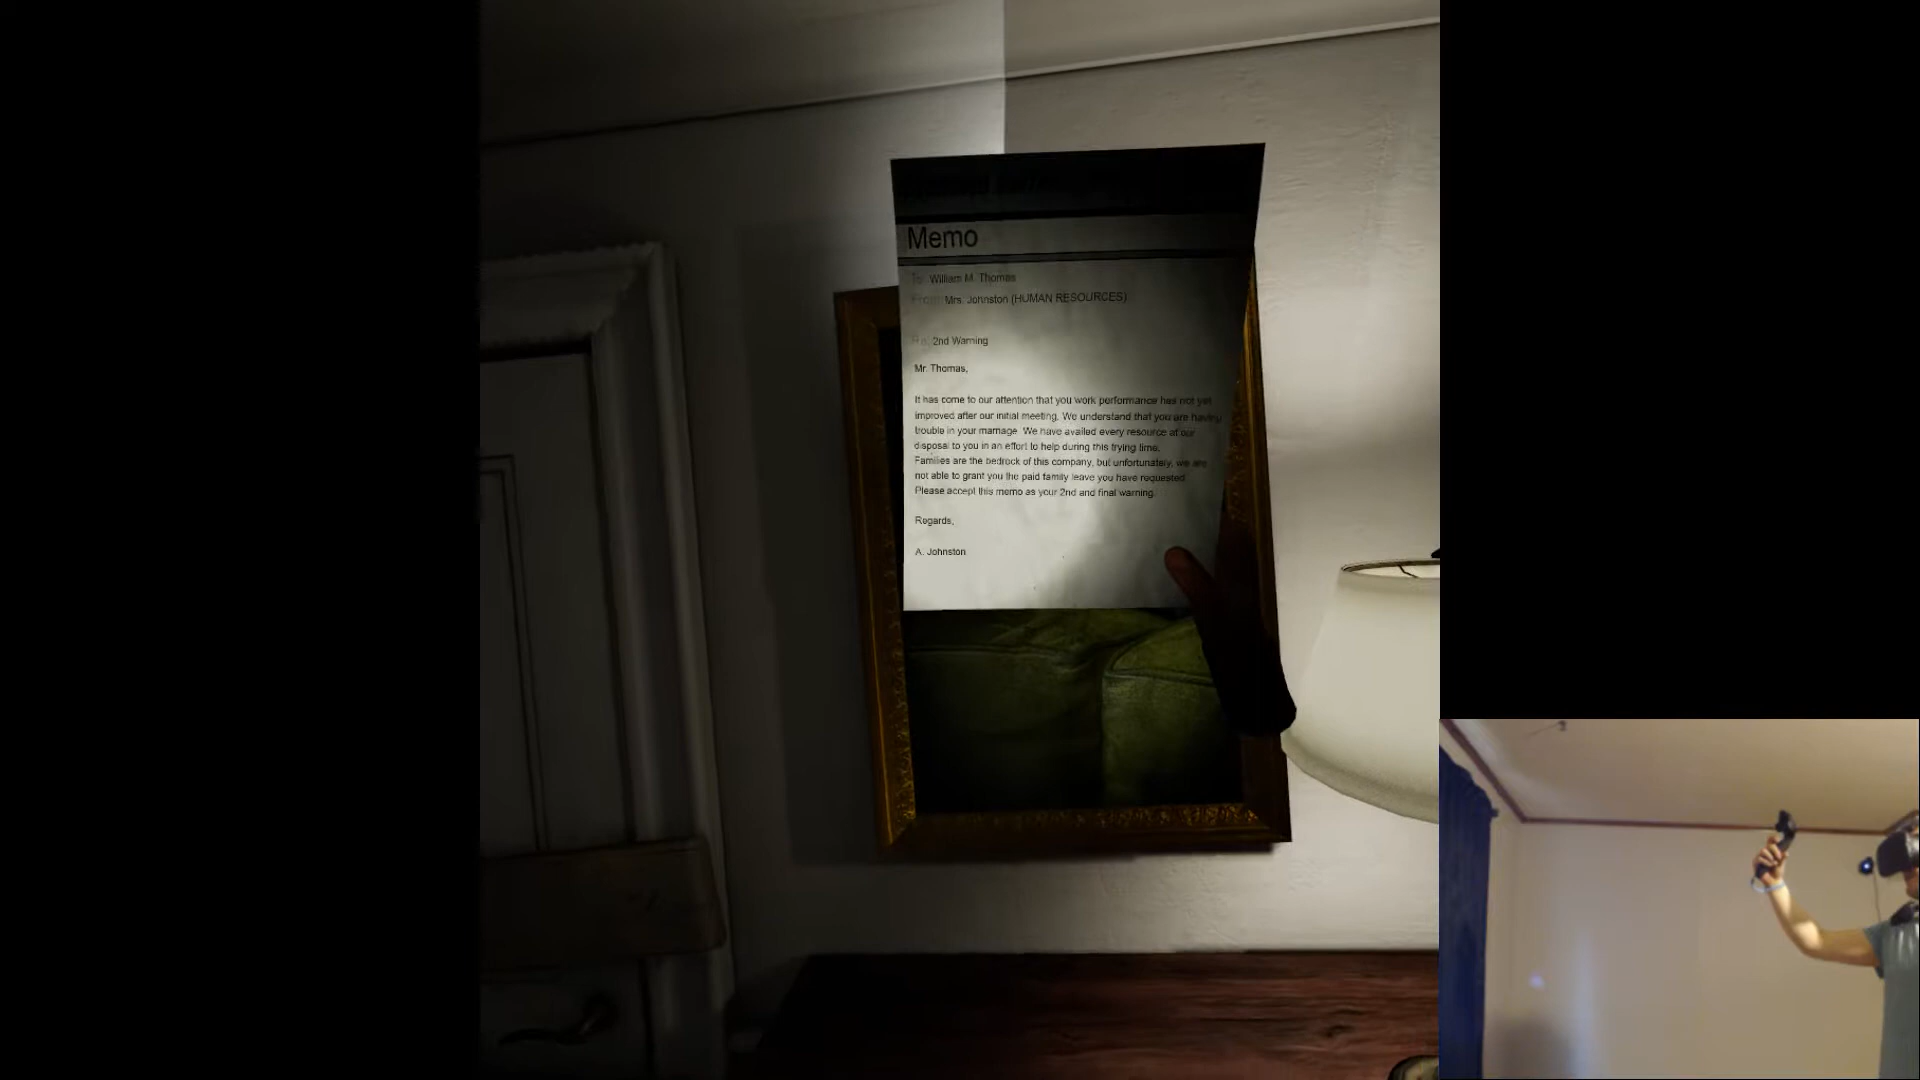 Memo
To: William M. Thomas
From: Mrs. Johnston (HUMAN RESOURCES)
Re: 2nd Warning
Mr. Thomas,
It has come to our attention that you work performance has not yet
improved after our initial meeting. We understand that you are having
trouble in your marriage. We have availed every resource at our
disposal to you in an effort to help during this trying time.
Families are the bedrock of this company, but unfortunately, we are
not able to grant you the paid family leave you have requested.
Please accept this memo as your 2nd and final warning.
Regards,
A. Johnston